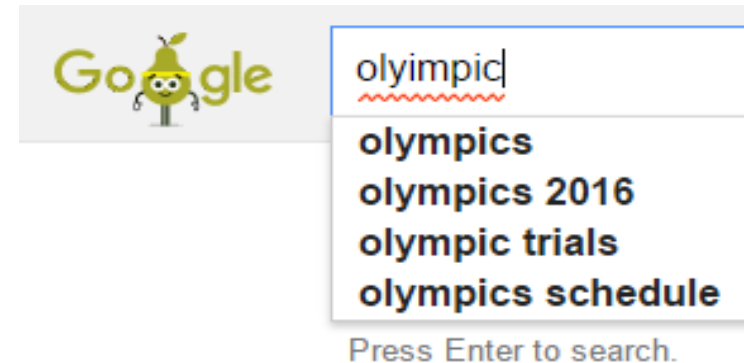 Google
olyimpic
olympics
olympics 2016
olympic trials
olympics schedule
Press Enter to search.